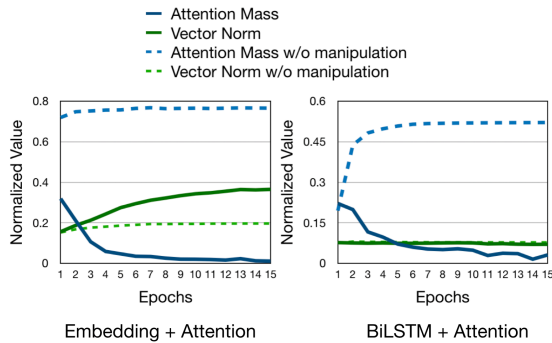 Attention Mass
Vector Norm
Attention Mass w/o manipulation
Vector Norm w/o manipulation
Normalized Value
0.8
0.6
0.4
0.2
0
1 2 3 4 5 6 7 8 9 10 11 12 13 14 15
Epochs
Embedding + Attention
Normalized Value
0.6
0.45
0.3
0.15
0
1 2 3 4 5 6 7 8 9 10 11 12 13 14 15
Epochs
BiLSTM + Attention